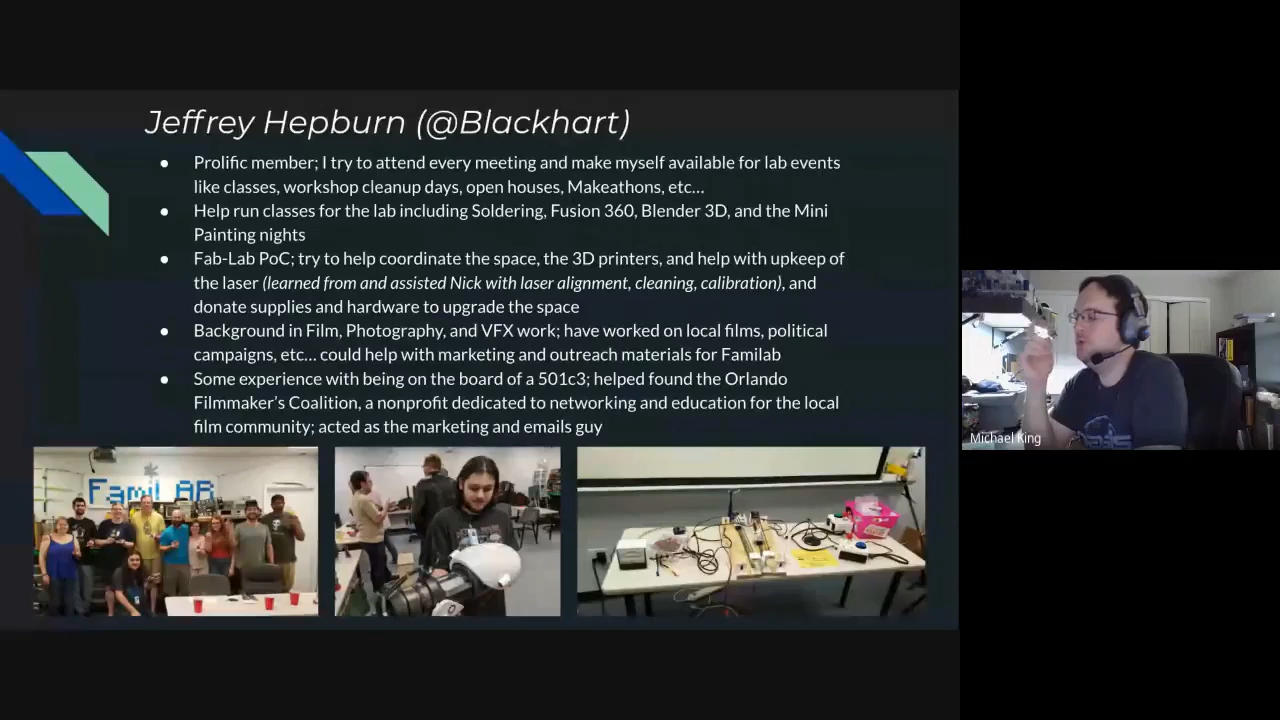 Jeffrey Hepburn (@Blackhart)
● Prolific member; I try to attend every meeting and make myself available for lab events
like classes, workshop cleanup days, open houses, Makeathons, etc...
● Help run classes for the lab including Soldering, Fusion 360, Blender 3D, and the Mini
Painting nights
● Fab-Lab PoC; try to help coordinate the space, the 3D printers, and help with upkeep of
the laser (learned from and assisted Nick with laser alignment, cleaning, calibration), and
donate supplies and hardware to upgrade the space
● Background in Film, Photography, and VFX work; have worked on local films, political
campaigns, etc... could help with marketing and outreach materials for Familab
● Some experience with being on the board of a 501c3; helped found the Orlando
Filmmaker's Coalition, a nonprofit dedicated to networking and education for the local
film community; acted as the marketing and emails guy
FamiLAB
Michael King